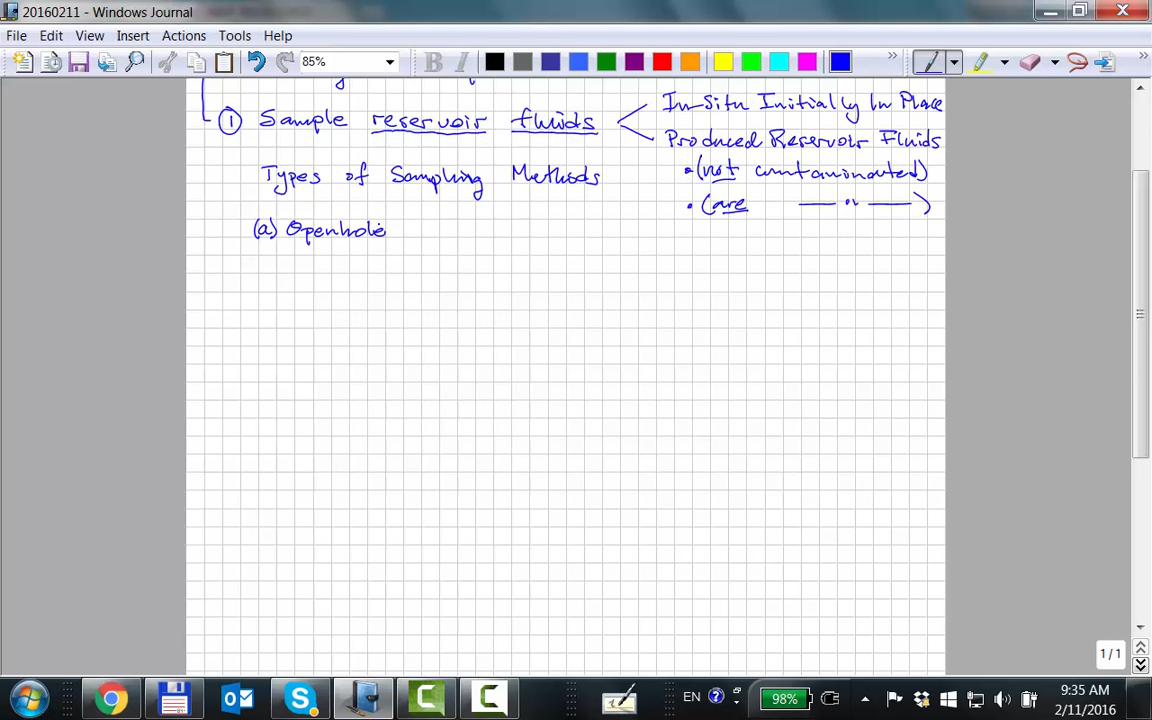 20160211 - Windows Journal
File Edit View Insert Actions Tools Help
85%
① Sample reservoir fluids
In-Situ Initially In Place
Produced Reservoir Fluids
• (not contaminated)
• (are —— " —— )
Types of Sampling Methods
(a) Openhole
1/1
EN
98%
9:35 AM
2/11/2016